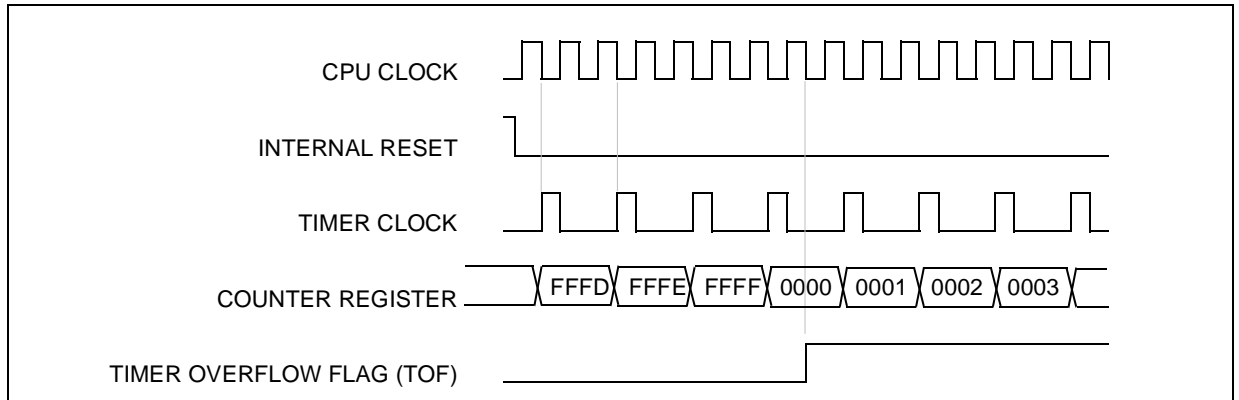 CPU CLOCK
INTERNAL RESET
TIMER CLOCK
COUNTER REGISTER FFFD FFFE FFFF 0000 0001 0002 0003
TIMER OVERFLOW FLAG (TOF)